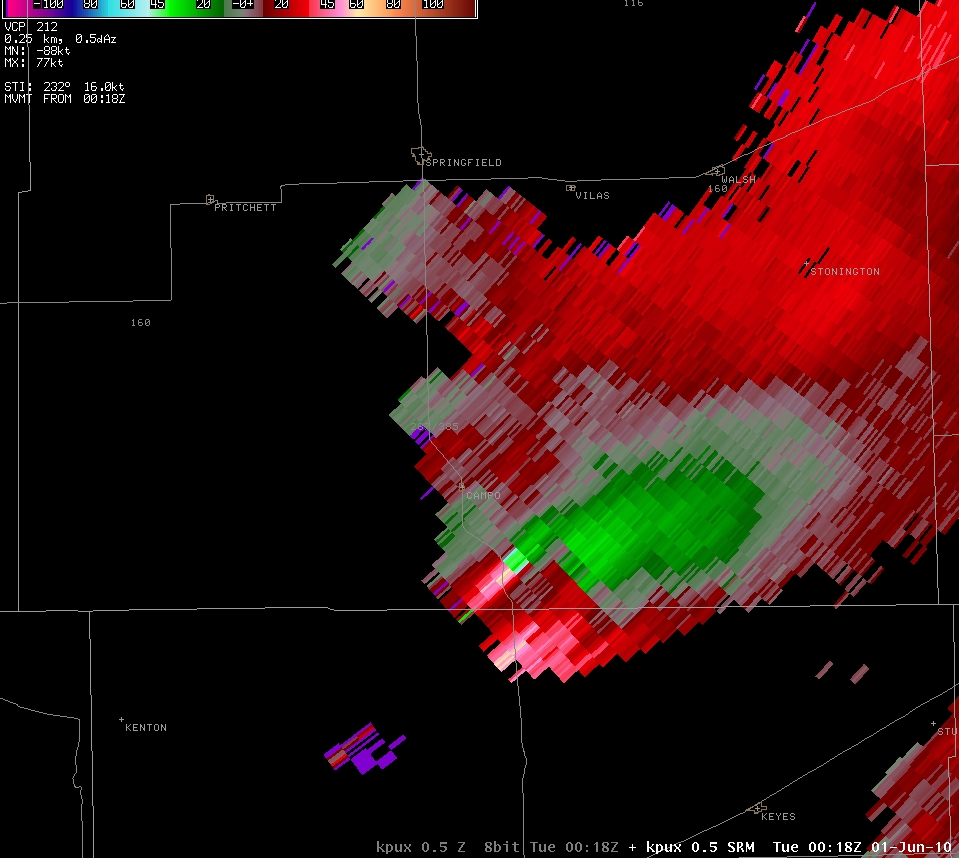 -100 80 60 45 20 -0+ 20 45 60 80 100
116
VCP 212
0.25 km, 0.5dAz
MN: -88kt
MX: 77kt
STI: 232° 16.0kt
MVMT FROM 00:18Z
SPRINGFIELD
WALSH
160
VILAS
PRITCHETT
STONINGTON
160
CAMPO
KENTON
STU
KEYES
kpux 0.5 Z 8bit Tue 00:18Z + kpux 0.5 SRM Tue 00:18Z 01-Jun-10